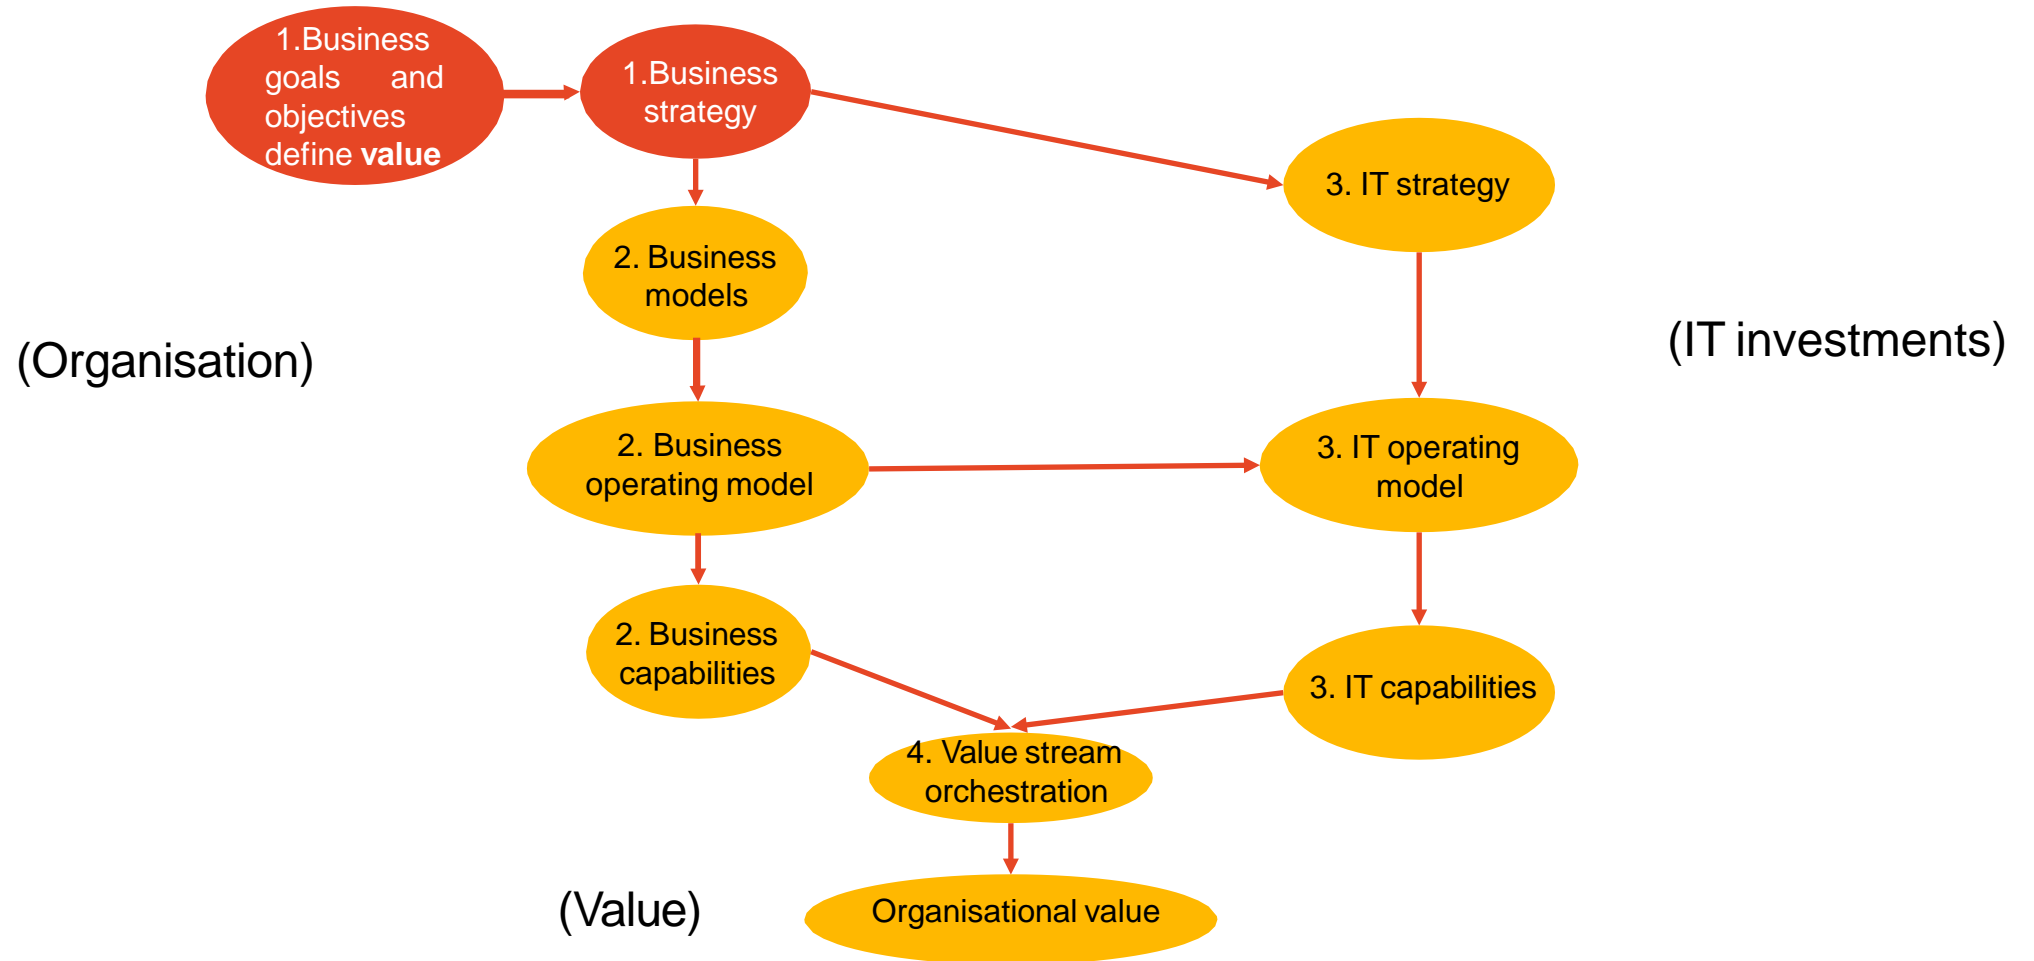 1.Business
goals and
objectives
define value
1.Business
strategy
3. IT strategy
2. Business
models
(Organisation)
(IT investments)
2. Business
operating model
3. IT operating
model
2. Business
capabilities
3. IT capabilities
4. Value stream
orchestration
(Value)
Organisational value